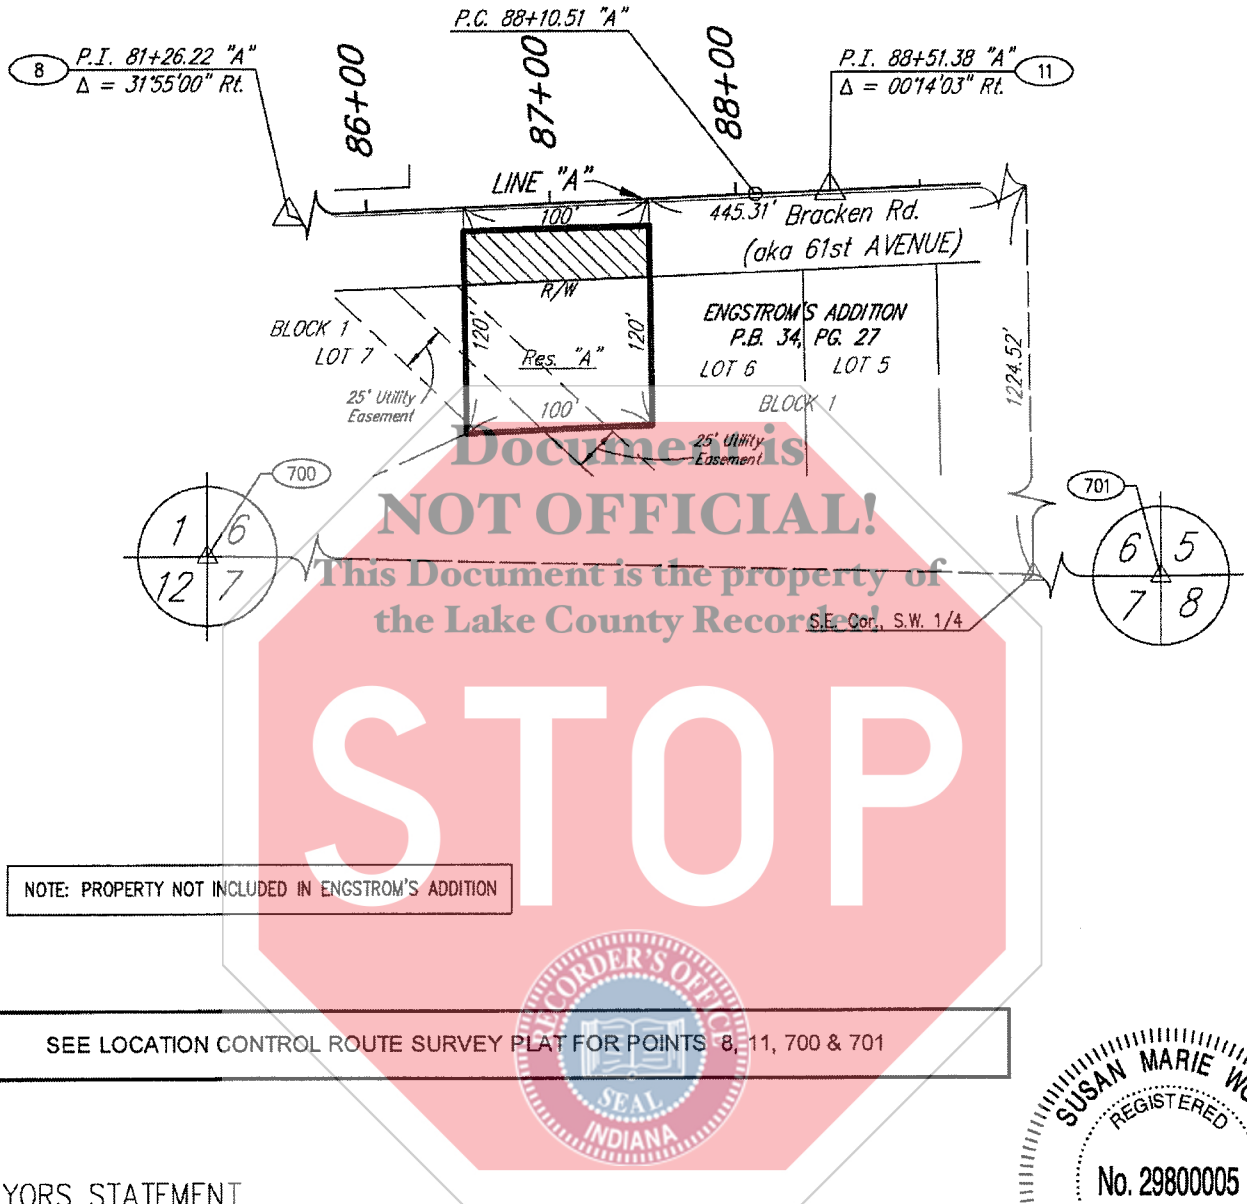 P.C. 88+10.51 "A"
8
P.I. 81+26.22 "A"
Δ = 31°55'00" Rt.
86+00
87+00
88+00
P.I. 88+51.38 "A"
Δ = 00°14'03" Rt.
11
LINE "A"
100'
445.31'
Bracken Rd.
(aka 61st AVENUE)
R/W
BLOCK 1
LOT 7
120'
120'
Res. "A"
ENGSTROM'S ADDITION
P.B. 34, PG. 27
LOT 6
LOT 5
BLOCK 1
1224.52'
25' Utility
Easement
100'
25' Utility
Easement
Document is
NOT OFFICIAL!
This Document is the property of
the Lake County Recorder!
700
1 6
12 7
701
6 5
7 8
S.E. Cor., S.W. 1/4
STOP
NOTE: PROPERTY NOT INCLUDED IN ENGSTROM'S ADDITION
RECORDER'S OFFICE
SEAL
INDIANA
SEE LOCATION CONTROL ROUTE SURVEY PLAT FOR POINTS 8, 11, 700 & 701
SUSAN MARIE
REGISTERED
No. 29800005
YORS STATEMENT